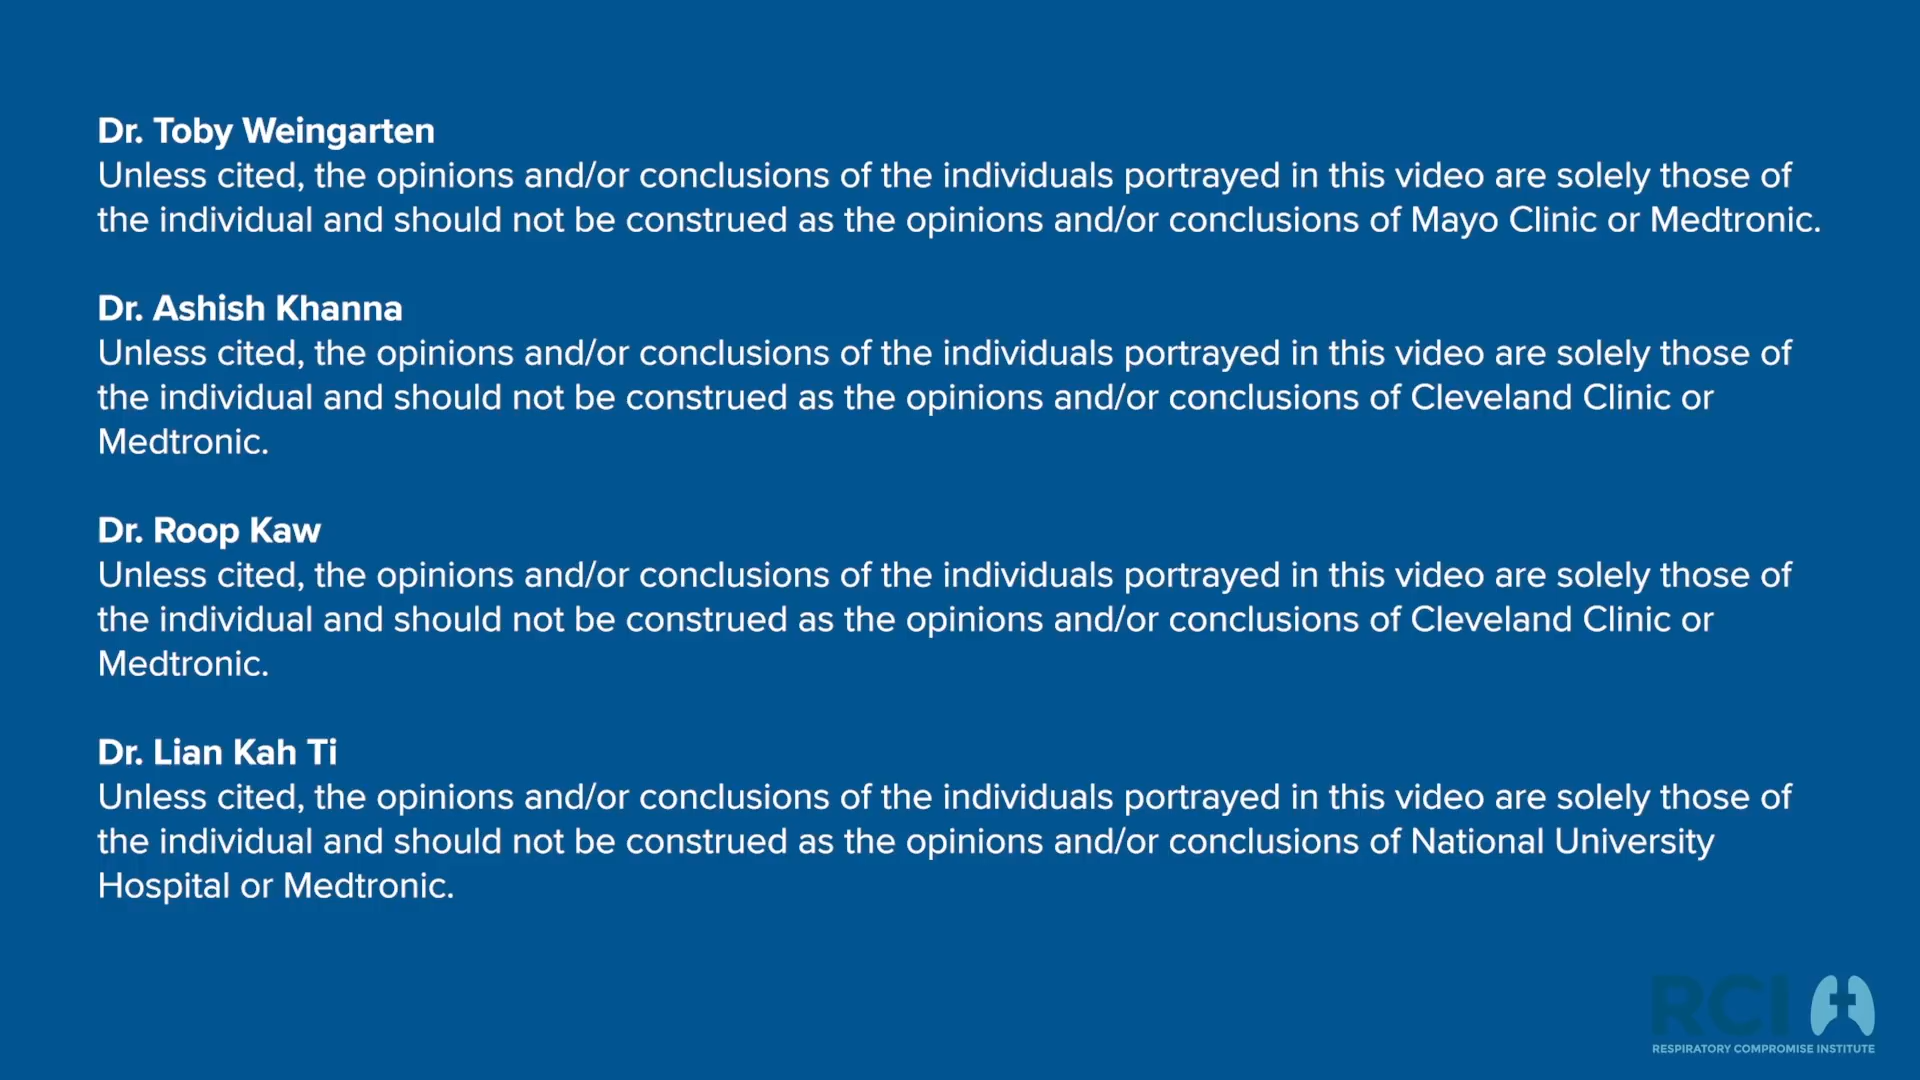 Dr. Toby Weingarten
Unless cited, the opinions and/or conclusions of the individuals portrayed in this video are solely those of
the individual and should not be construed as the opinions and/or conclusions of Mayo Clinic or Medtronic.
Dr. Ashish Khanna
Unless cited, the opinions and/or conclusions of the individuals portrayed in this video are solely those of
the individual and should not be construed as the opinions and/or conclusions of Cleveland Clinic or
Medtronic.
Dr. Roop Kaw
Unless cited, the opinions and/or conclusions of the individuals portrayed in this video are solely those of
the individual and should not be construed as the opinions and/or conclusions of Cleveland Clinic or
Medtronic.
Dr. Lian Kah Ti
Unless cited, the opinions and/or conclusions of the individuals portrayed in this video are solely those of
the individual and should not be construed as the opinions and/or conclusions of National University
Hospital or Medtronic.
RCI
RESPIRATORY COMPROMISE INSTITUTE